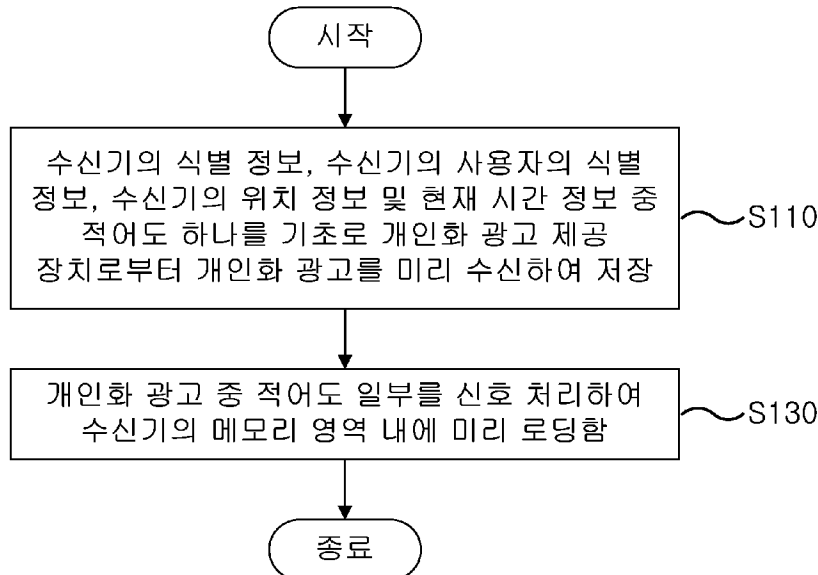 시작
수신기의 식별 정보, 수신기의 사용자의 식별
정보, 수신기의 위치 정보 및 현재 시간 정보 중
적어도 하나를 기초로 개인화 광고 제공
장치로부터 개인화 광고를 미리 수신하여 저장
S110
개인화 광고 중 적어도 일부를 신호 처리하여
수신기의 메모리 영역 내에 미리 로딩함
S130
종료